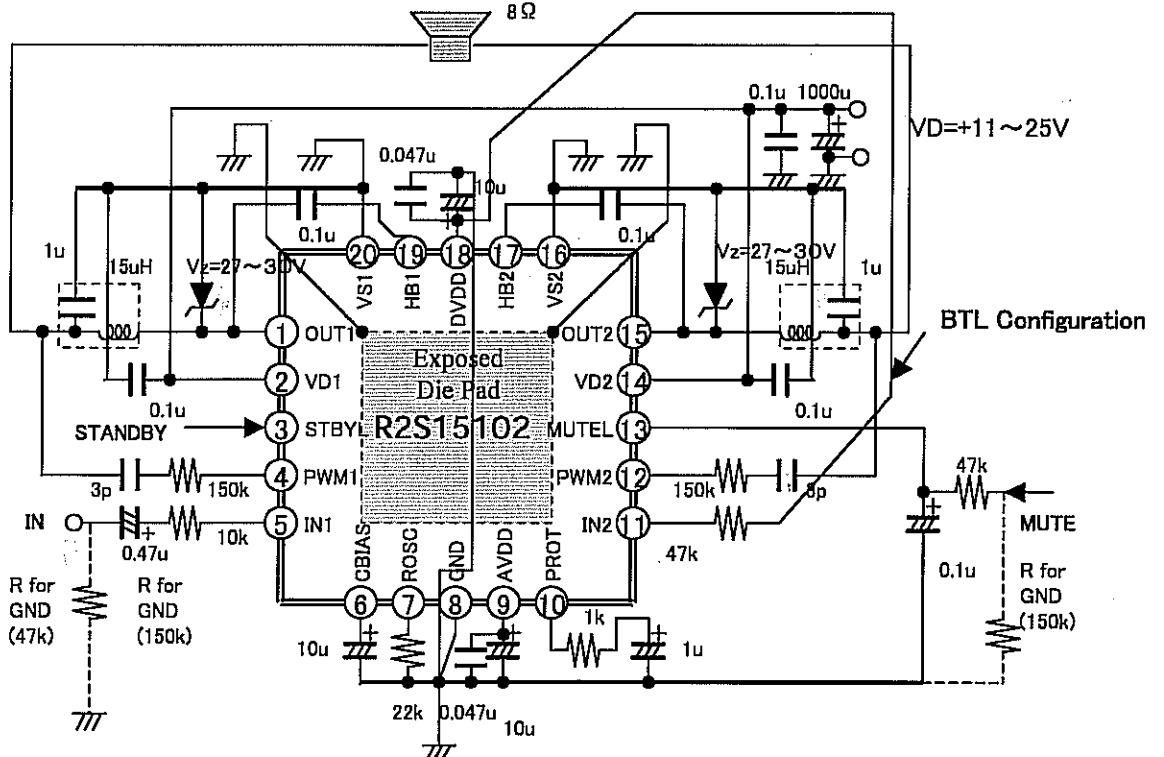 8Ω
0.1u 1000u
VD=+11～25V
0.047u
10u
0.1u
0.1u
1u
15uH
Vz=27～30V
20
19
18
17
16
VS1
HB1
DVDD
HB2
VS2
Vz=27～30V
15uH
1u
BTL Configuration
1
OUT1
OUT2
15
Exposed
Die Pad
R2S15102
2
VD1
VD2
14
0.1u
0.1u
STANDBY
3
STBYL
MUTEL
13
3p
150k
4
PWM1
PWM2
12
150k
3p
47k
MUTE
IN
0.47u
10k
5
IN1
IN2
11
47k
0.1u
CBIAS
ROSC
GND
AVDD
PROT
6
7
8
9
10
R for
GND
(47k)
R for
GND
(150k)
R for
GND
(150k)
10u
22k
0.047u
10u
1k
1u